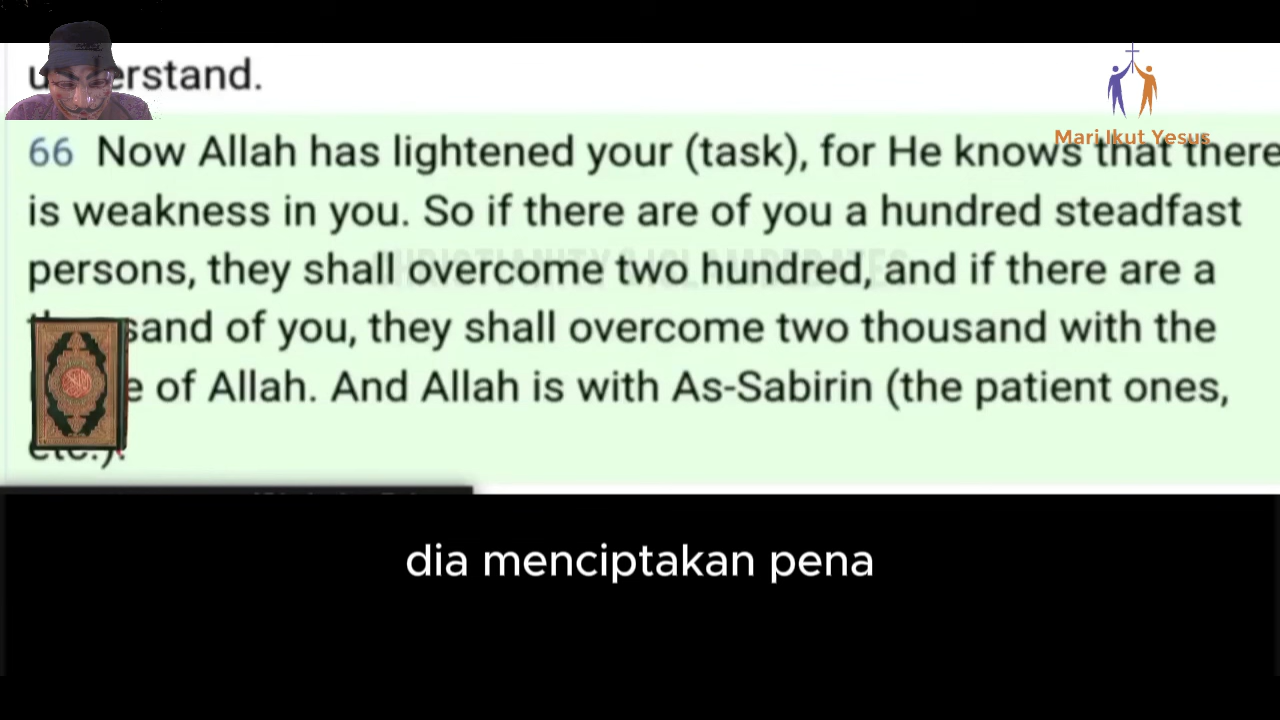 understand.
Mari Ikut Yesus
66 Now Allah has lightened your (task), for He knows that there
is weakness in you. So if there are of you a hundred steadfast
persons, they shall overcome two hundred, and if there are a
thousand of you, they shall overcome two thousand with the
of Allah. And Allah is with As-Sabirin (the patient ones,
etc.).
dia menciptakan pena